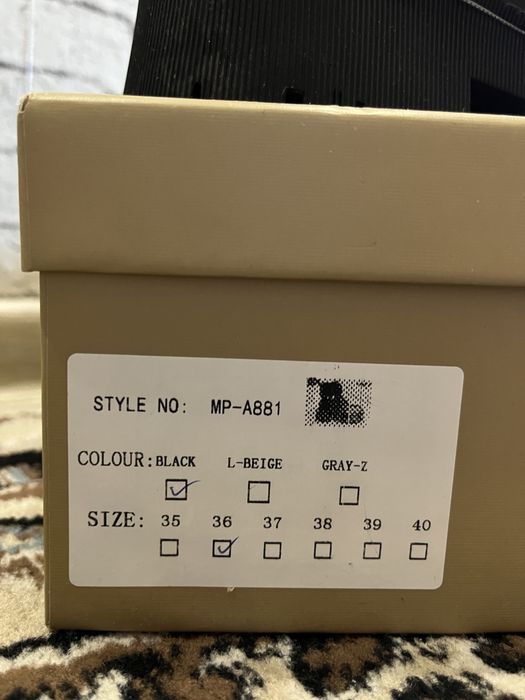 STYLE NO: MP-A881
COLOUR: BLACK L-BEIGE GRAY-Z
SIZE: 35 36 37 38 39 40